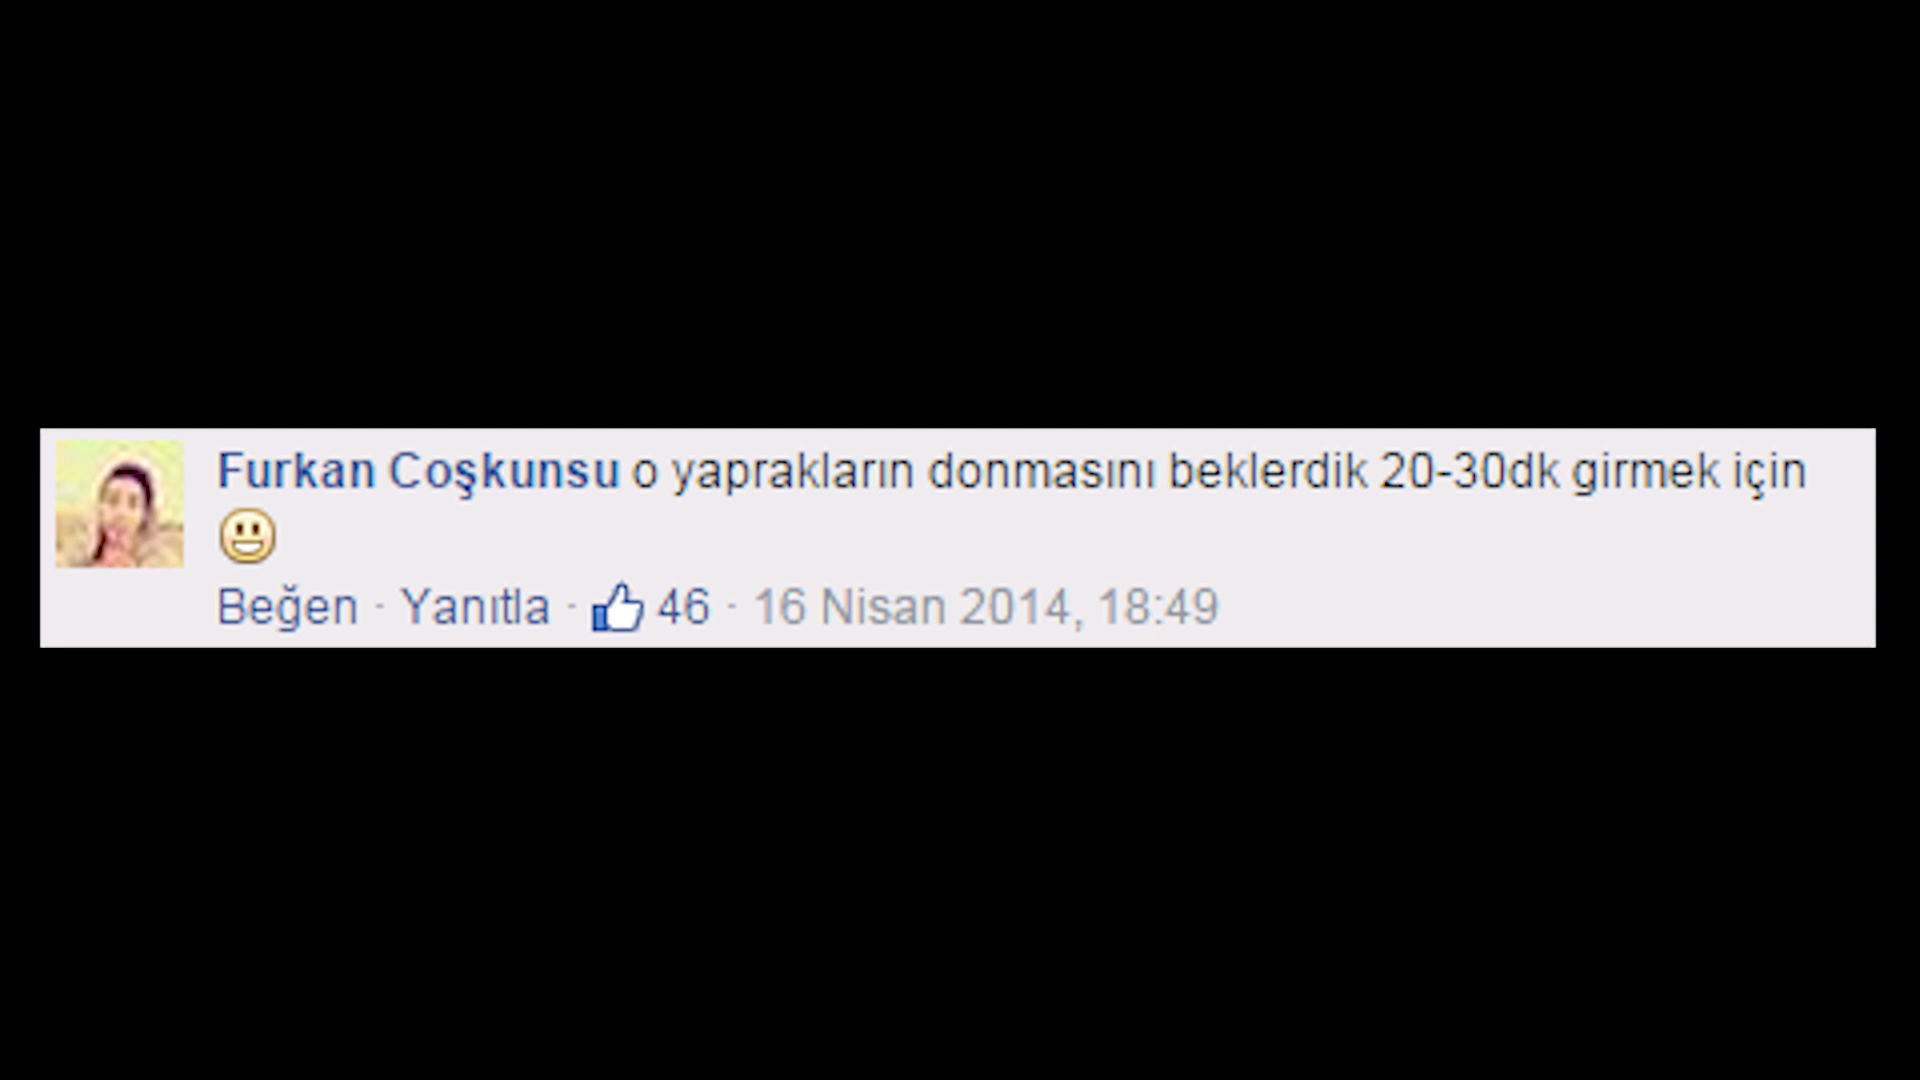 Furkan Coşkunsu o yaprakların donmasını beklerdik 20-30dk girmek için
Beğen · Yanıtla · 46 · 16 Nisan 2014, 18:49